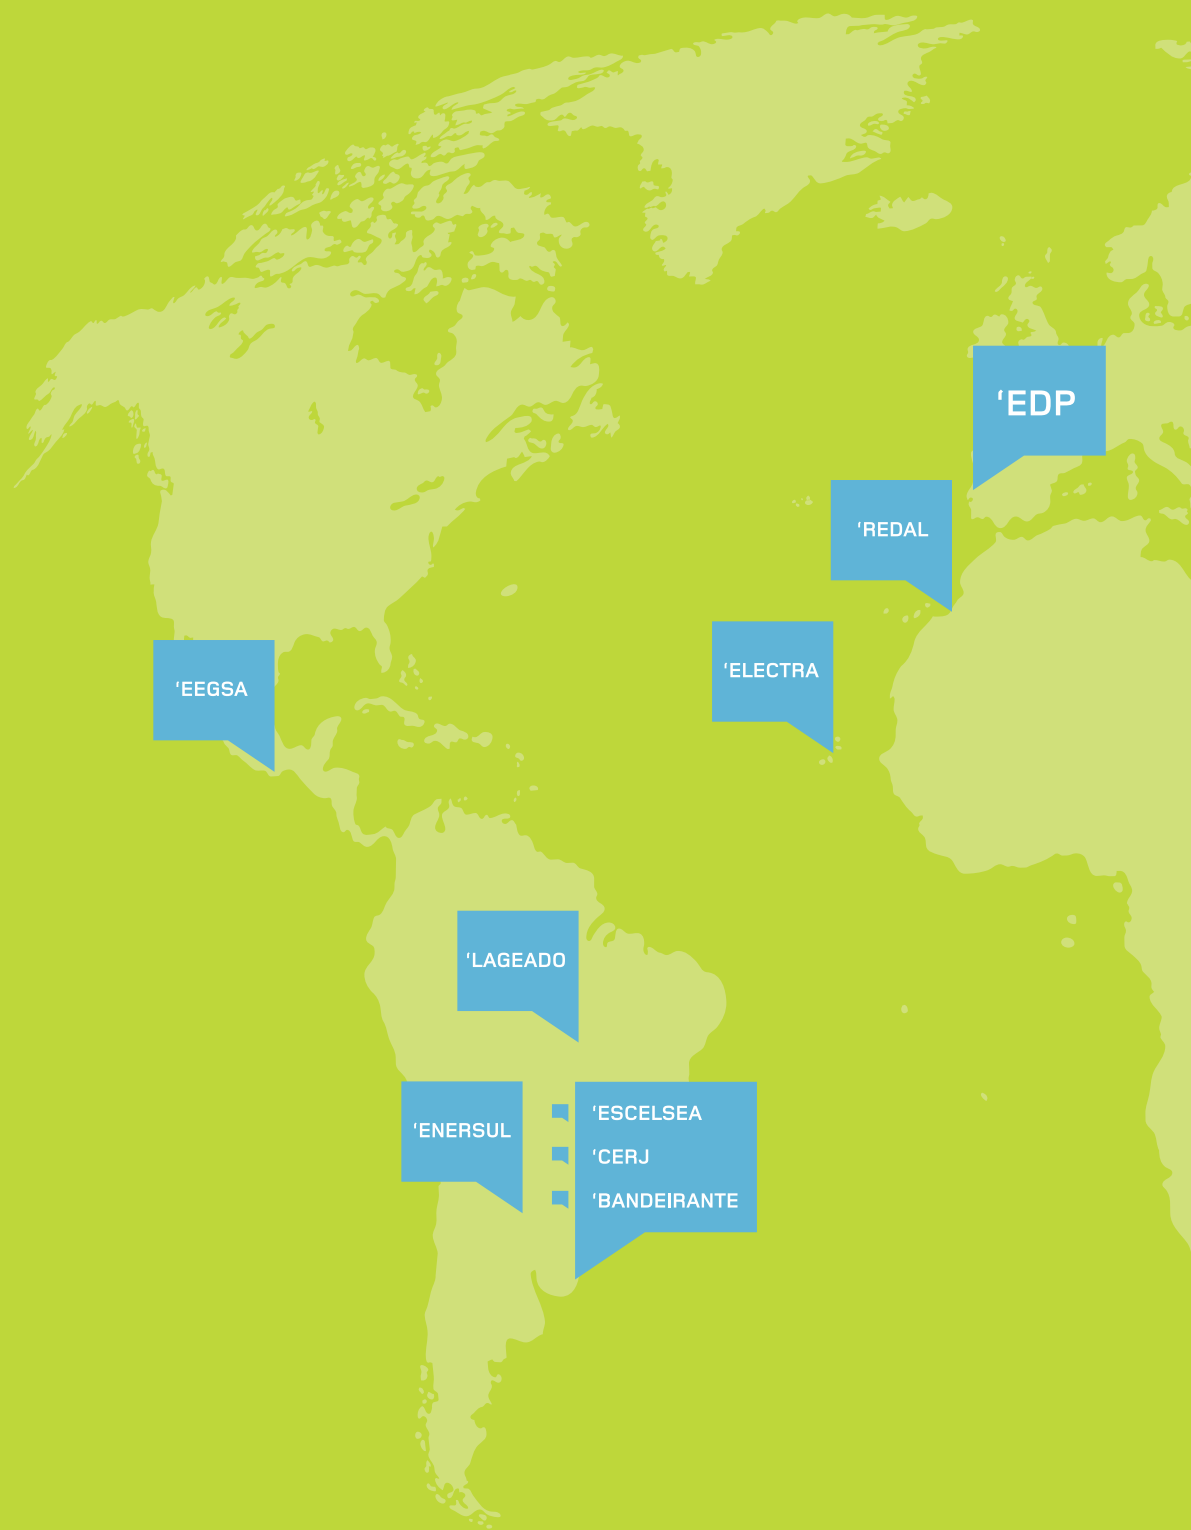 ‘EDP
‘REDAL
‘ELECTRA
‘EEGSA
‘LAGEADO
‘ENERSUL
‘ESCELSEA
‘CERJ
‘BANDEIRANTE